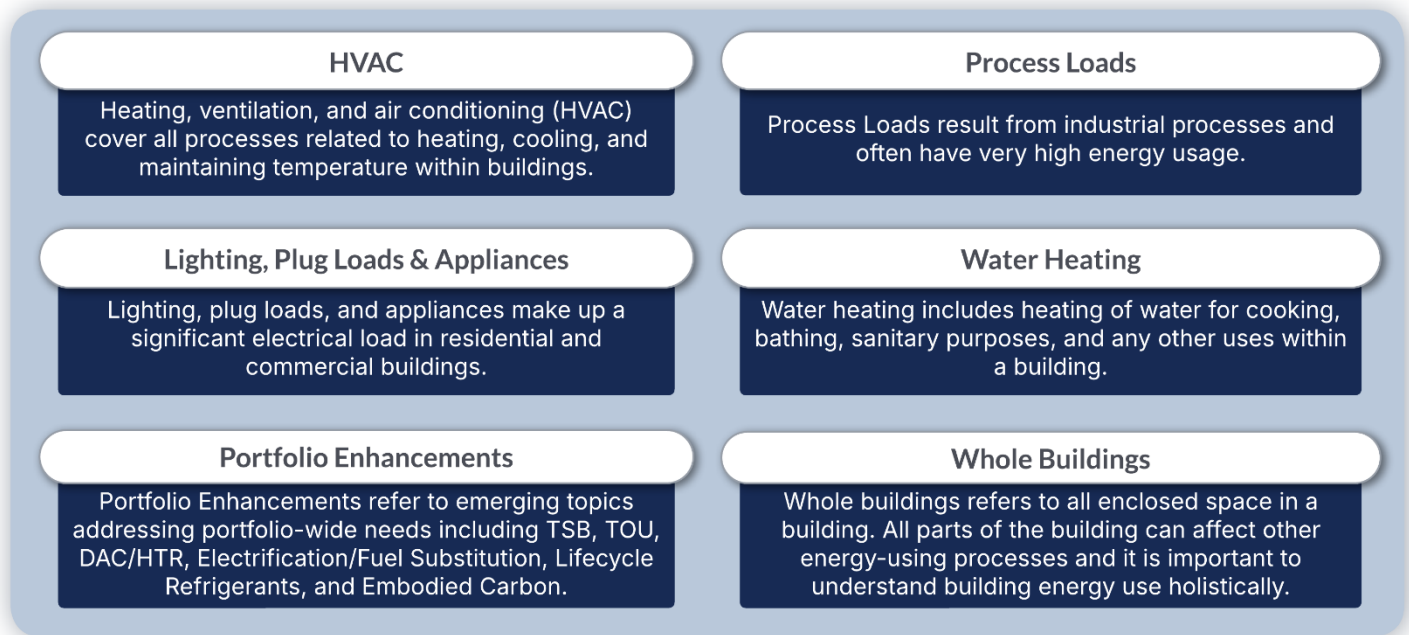 HVAC
Heating, ventilation, and air conditioning (HVAC)
cover all processes related to heating, cooling, and
maintaining temperature within buildings.
Process Loads
Process Loads result from industrial processes and
often have very high energy usage.
Lighting, Plug Loads & Appliances
Lighting, plug loads, and appliances make up a
significant electrical load in residential and
commercial buildings.
Water Heating
Water heating includes heating of water for cooking,
bathing, sanitary purposes, and any other uses within
a building.
Portfolio Enhancements
Portfolio Enhancements refer to emerging topics
addressing portfolio-wide needs including TSB, TOU,
DAC/HTR, Electrification/Fuel Substitution, Lifecycle
Refrigerants, and Embodied Carbon.
Whole Buildings
Whole buildings refers to all enclosed space in a
building. All parts of the building can affect other
energy-using processes and it is important to
understand building energy use holistically.